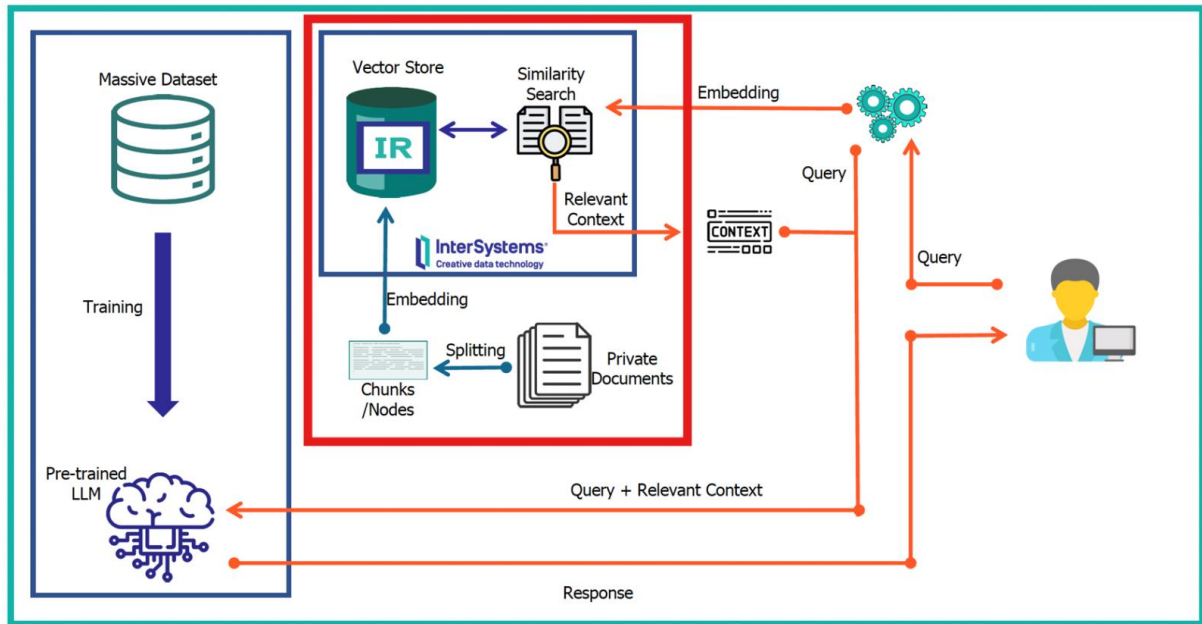 Massive Dataset
Training
Pre-trained
LLM
Vector Store
IR
Similarity
Search
Relevant
Context
InterSystems®
Creative data technology
Embedding
Splitting
Chunks
/Nodes
Private
Documents
Embedding
Query
CONTEXT
Query
Query + Relevant Context
Response